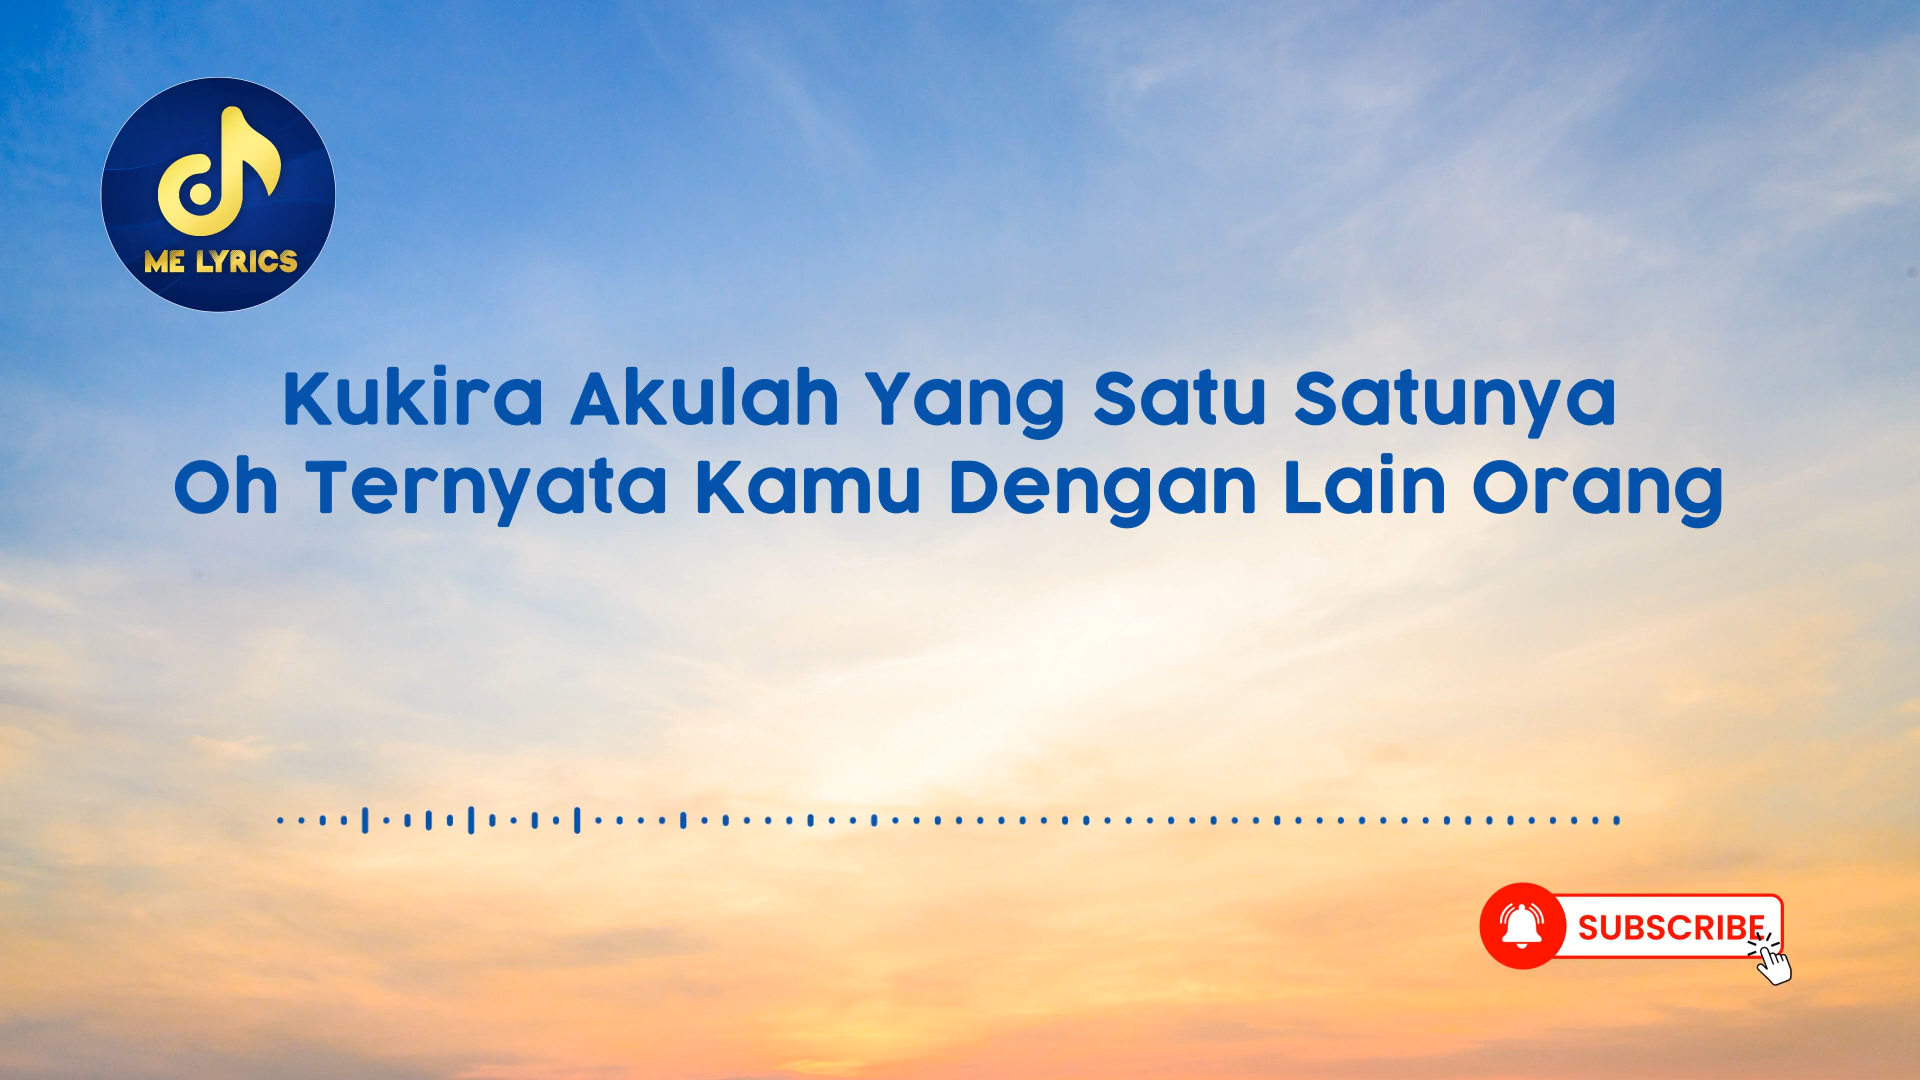 ME LYRICS
Kukira Akulah Yang Satu Satunya
Oh Ternyata Kamu Dengan Lain Orang
SUBSCRIBE